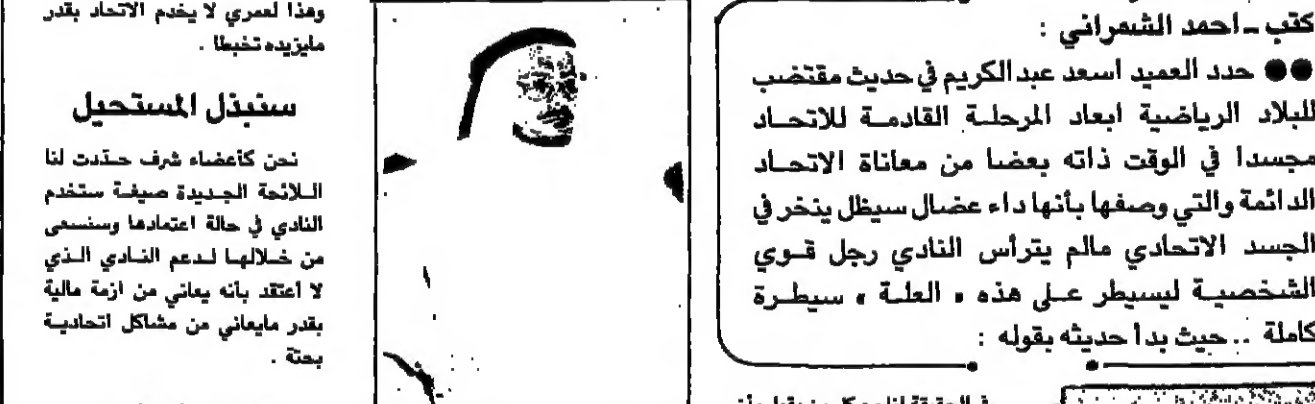 كتب ـ احمد الشمراني :
●● حدد العميد اسعد عبدالكريم في حديث مقتضب
للبلاد الرياضية ابعاد المرحلة القادمة للاتحاد
مجسدا في الوقت ذاته بعضا من معاناة الاتحاد
الدائمة والتي وصفها بأنها داء عضال سيظل ينخر في
الجسد الاتحادي مالم يترأس النادي رجل قوي
الشخصية ليسيطر على هذه « العلة » سيطرة
كاملة .. حيث بدأ حديثه بقوله :
وهذا لعمري لا يخدم الاتحاد بقدر
مايزيده تخبطا .
سنبذل المستحيل
نحن كأعضاء شرف حدّدت لنا
اللائحة الجديدة صيغة ستخدم
النادي في حالة اعتمادها وسنسعى
من خلالها لدعم النادي الذي
لا أعتقد بأنه يعاني من ازمة مالية
بقدر مايعاني من مشاكل اتحادية
بحتة .